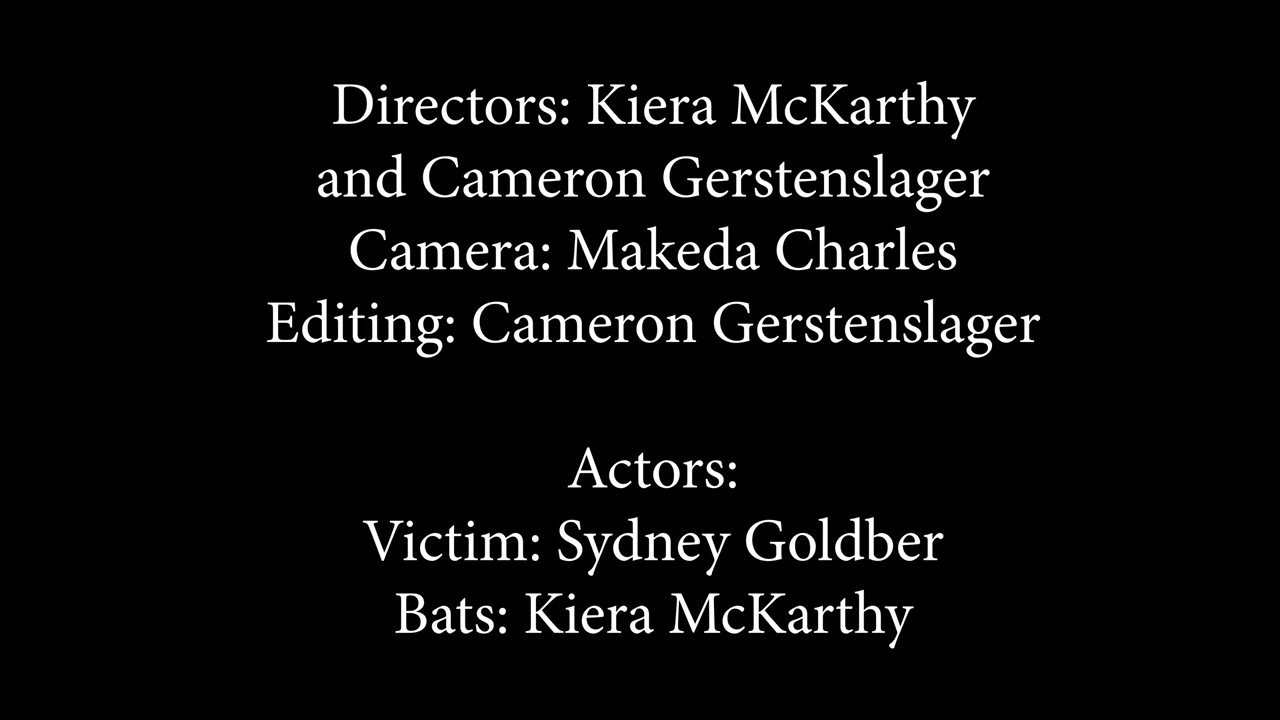 Directors: Kiera McKarthy
and Cameron Gerstenslager
Camera: Makeda Charles
Editing: Cameron Gerstenslager
Actors:
Victim: Sydney Goldber
Bats: Kiera McKarthy